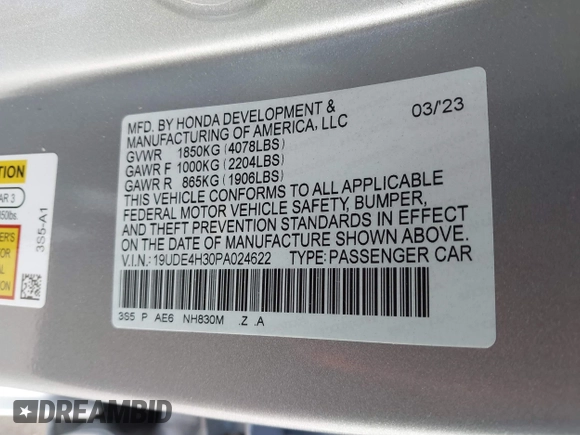 MFD. BY HONDA DEVELOPMENT & 03/'23
MANUFACTURING OF AMERICA, LLC
GVWR 1850KG (4078LBS)
GAWR F 1000KG (2204LBS)
GAWR R 865KG (1906LBS)
THIS VEHICLE CONFORMS TO ALL APPLICABLE
FEDERAL MOTOR VEHICLE SAFETY, BUMPER,
AND THEFT PREVENTION STANDARDS IN EFFECT
ON THE DATE OF MANUFACTURE SHOWN ABOVE.
V.I.N.: 19UDE4H30PA024622 TYPE: PASSENGER CAR
3S5 P AE6 NH830M .Z .A
3S5-A1
DREAMBID